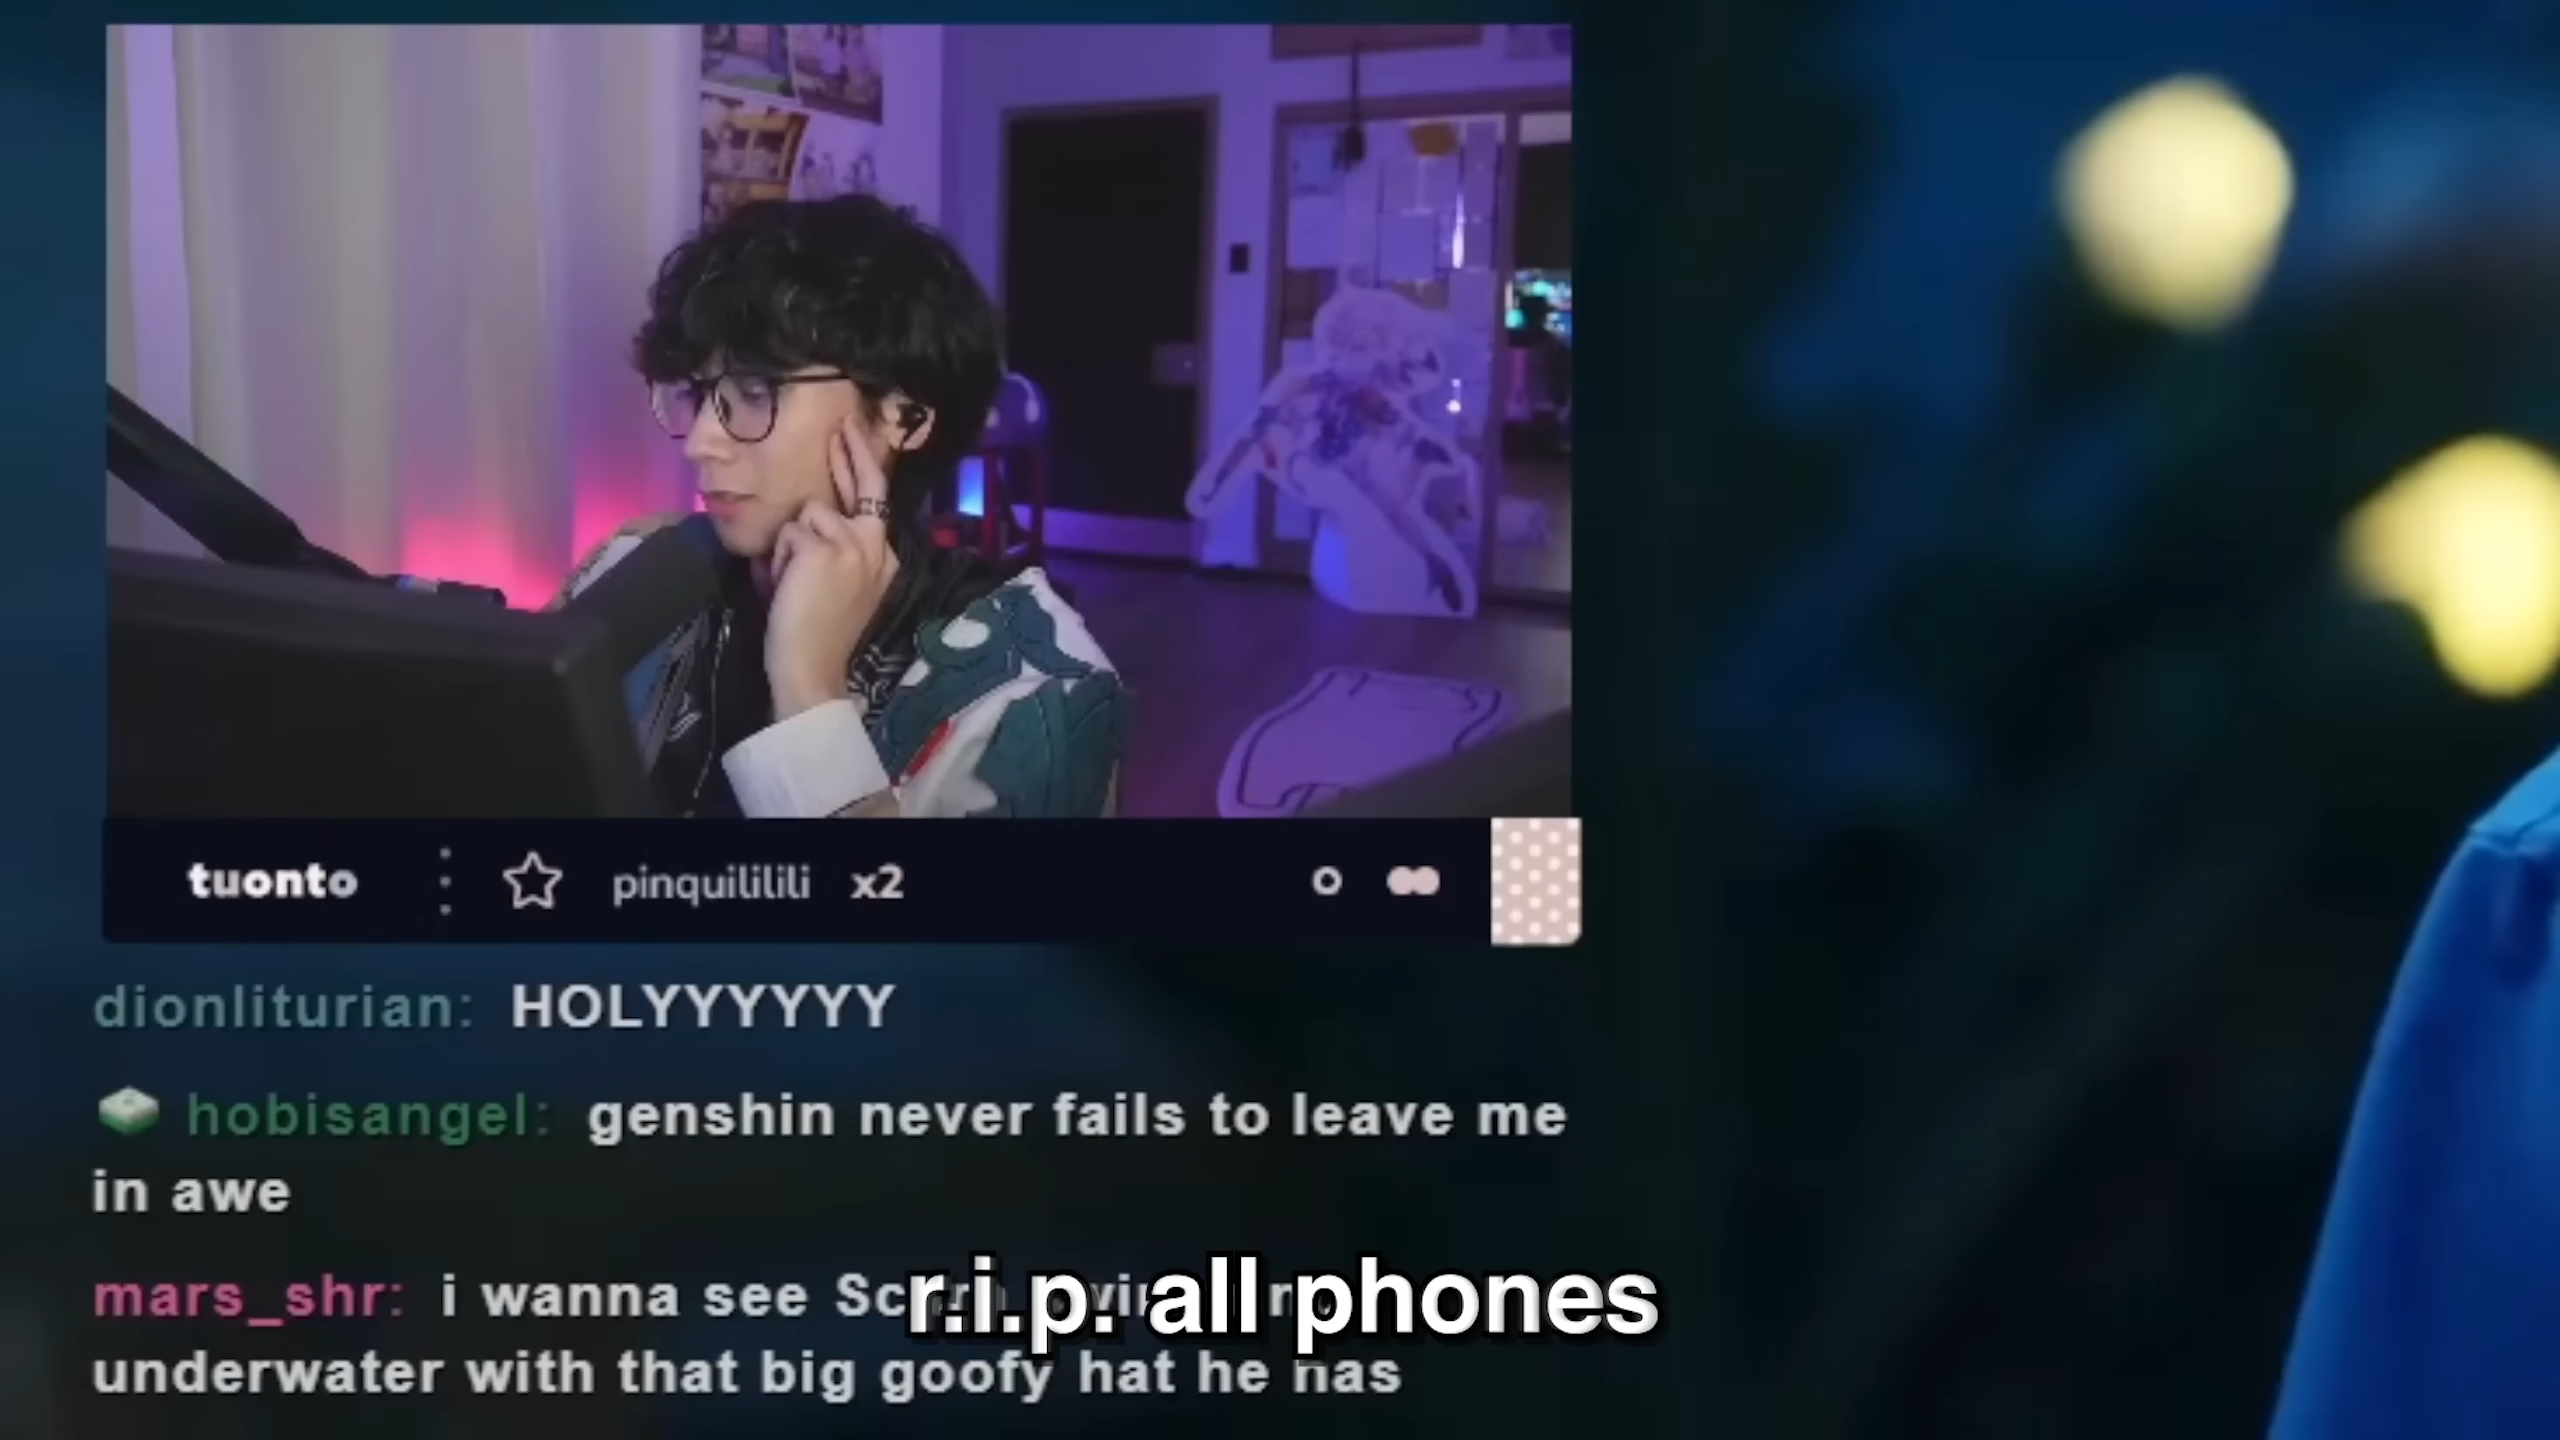 tuonto pinquilililili x2
dionliturian: HOLYYYYYY
hobisangel: genshin never fails to leave me
in awe
mars_shr: i wanna see
r.i.p. all phones
underwater with that big goofy hat he has